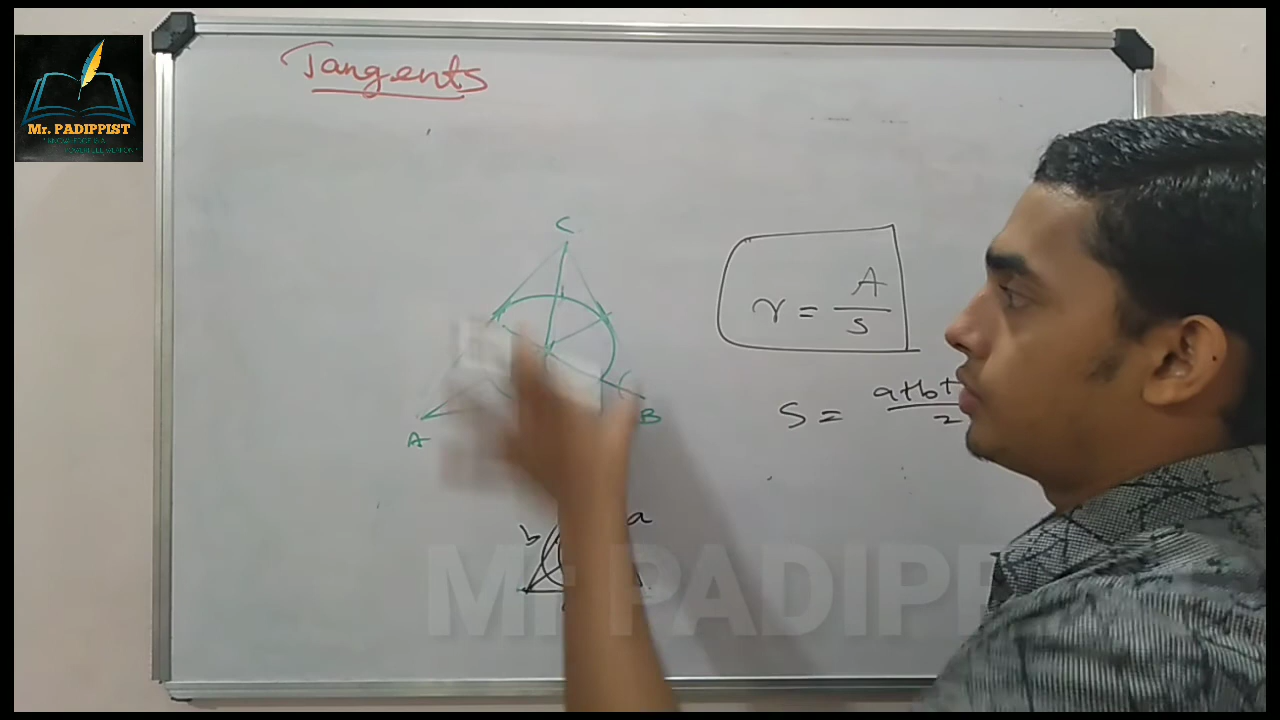 Tangents
Mr. PADIPPIST
C
r = A
s
S = a+b+
2
A
B
b
a
Mr PADIPP